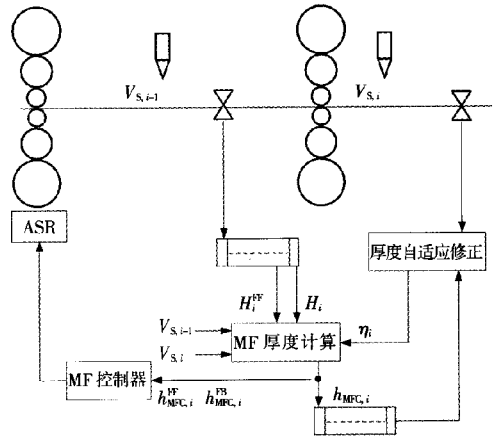 V_{S,i-1}
V_{S,i}
ASR
厚度自适应修正
H_i^{FF}
H_i
V_{S,i-1}
η_i
MF 厚度计算
V_{S,i}
MF 控制器
h_{MFC,i}^{FF} h_{MFC,i}^{FB}
h_{MFC,i}